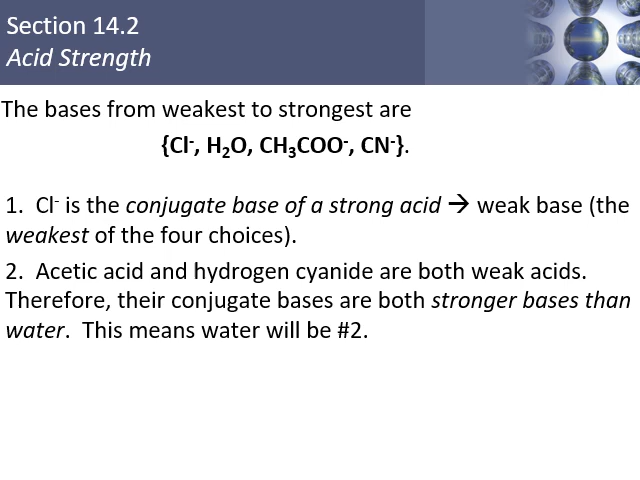 Section 14.2
Acid Strength
The bases from weakest to strongest are
{Cl⁻, H₂O, CH₃COO⁻, CN⁻}.
1. Cl⁻ is the conjugate base of a strong acid → weak base (the
weakest of the four choices).
2. Acetic acid and hydrogen cyanide are both weak acids.
Therefore, their conjugate bases are both stronger bases than
water. This means water will be #2.